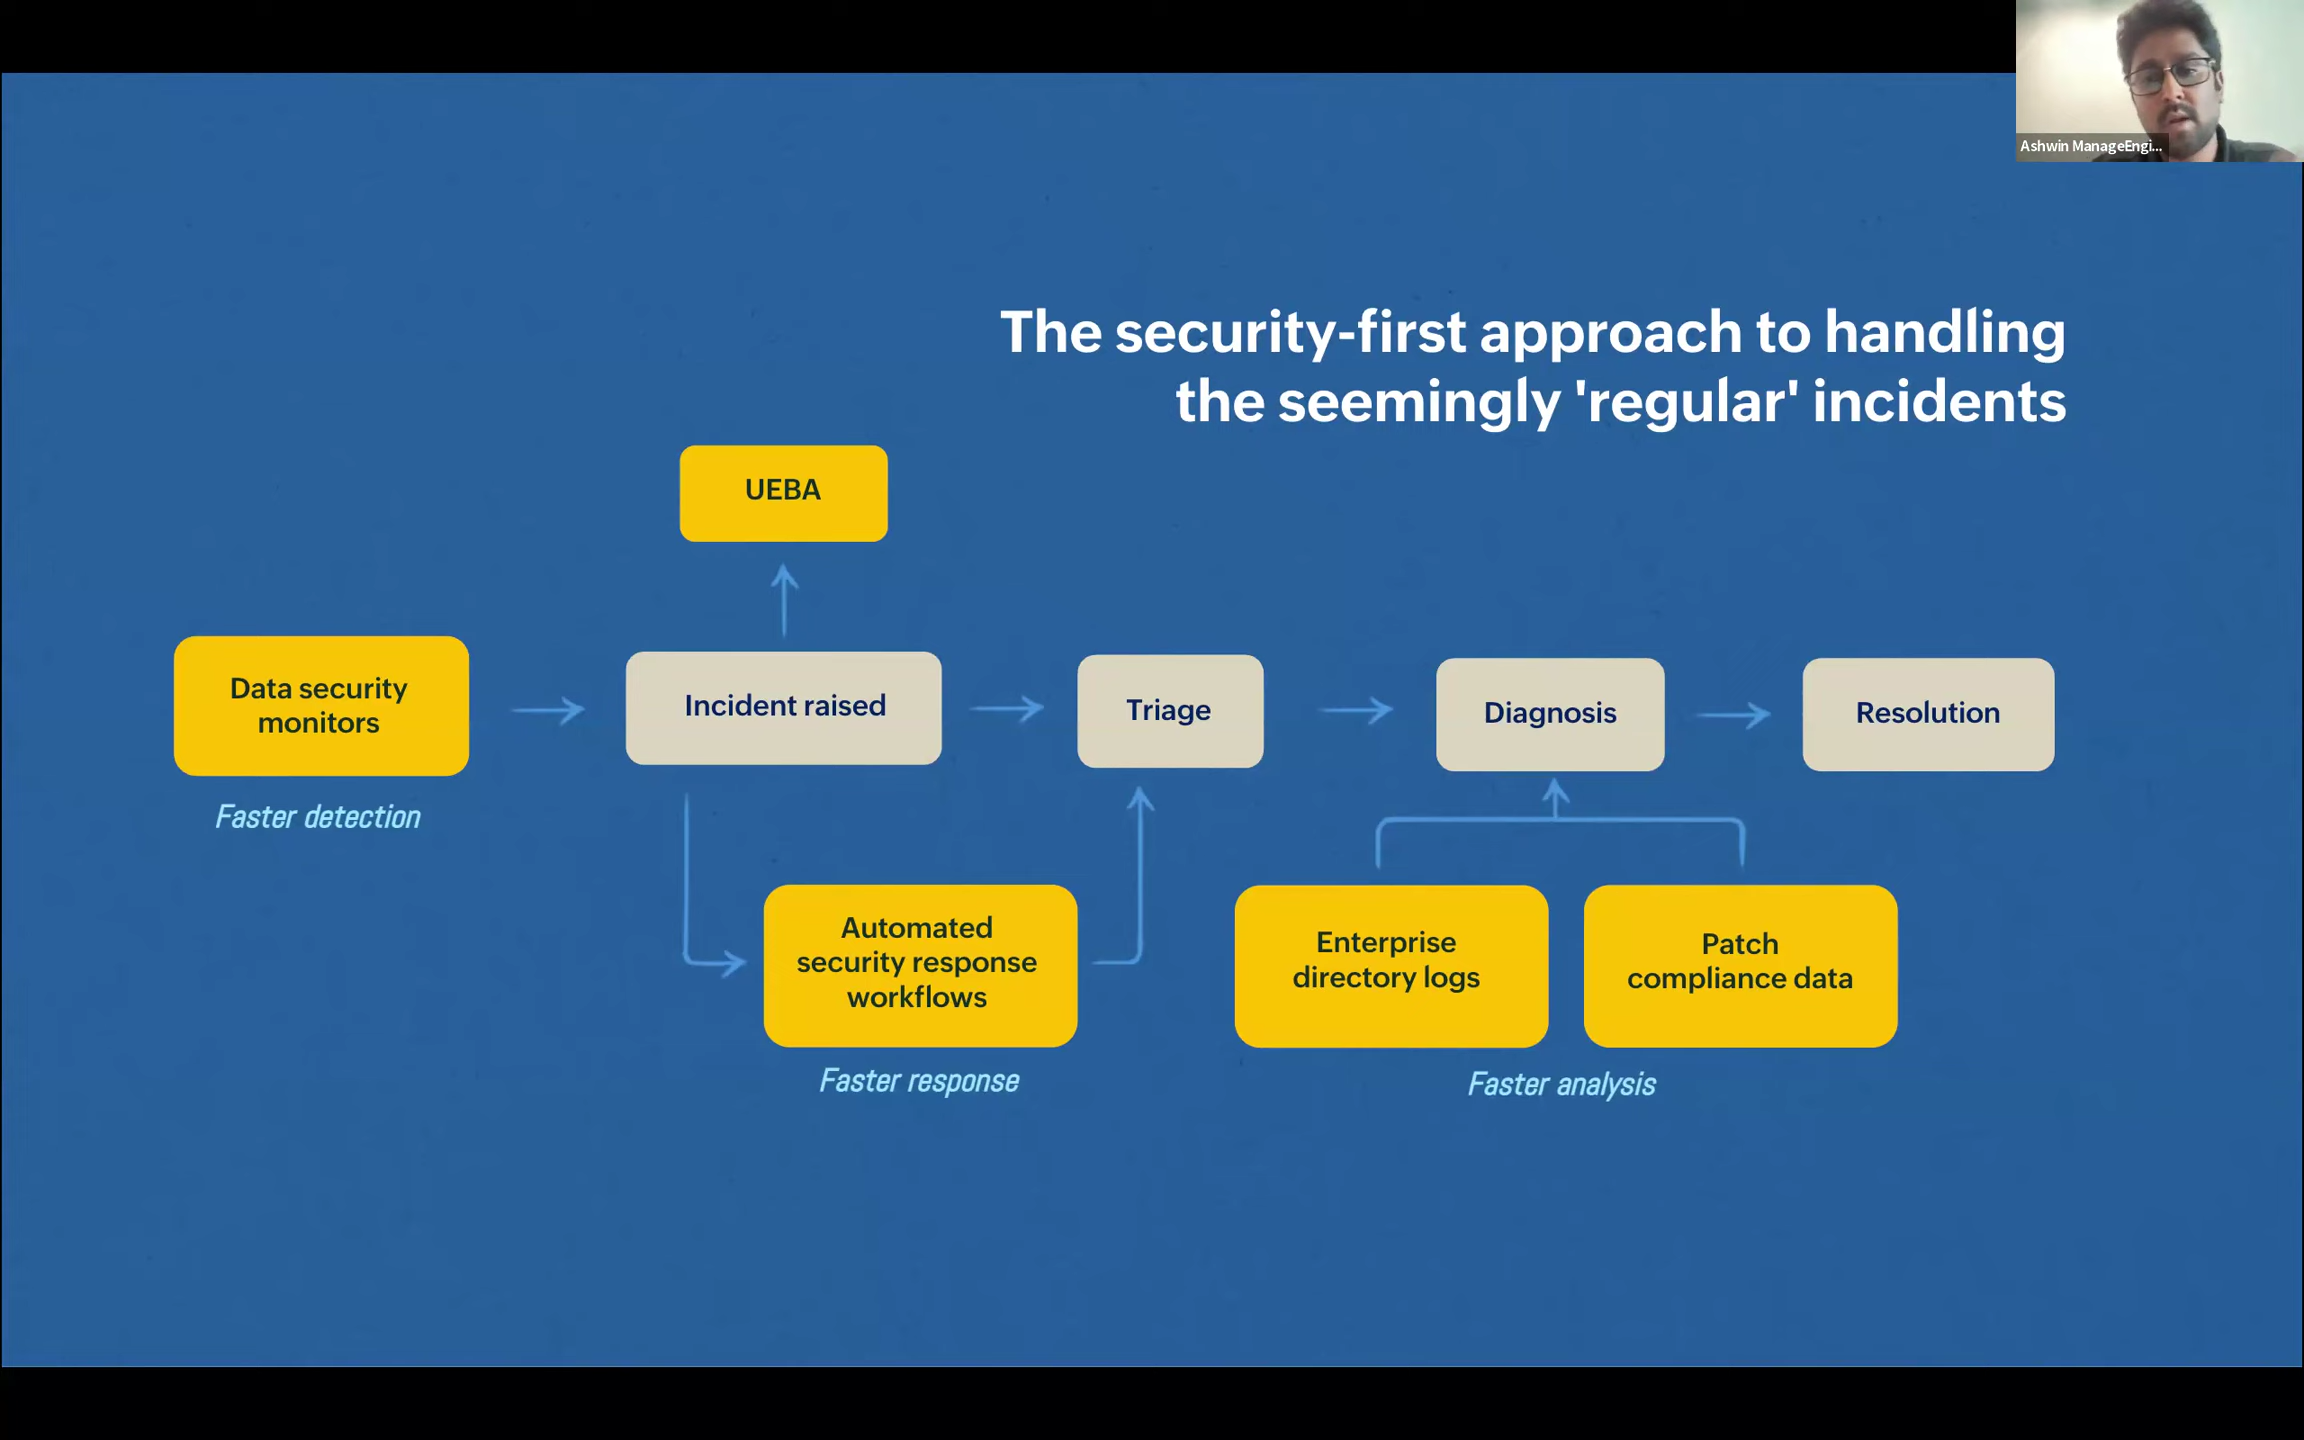 Ashwin ManageEngi...
The security-first approach to handling
the seemingly 'regular' incidents
UEBA
Data security
monitors
Incident raised
Triage
Diagnosis
Resolution
Faster detection
Automated
security response
workflows
Enterprise
directory logs
Patch
compliance data
Faster response
Faster analysis